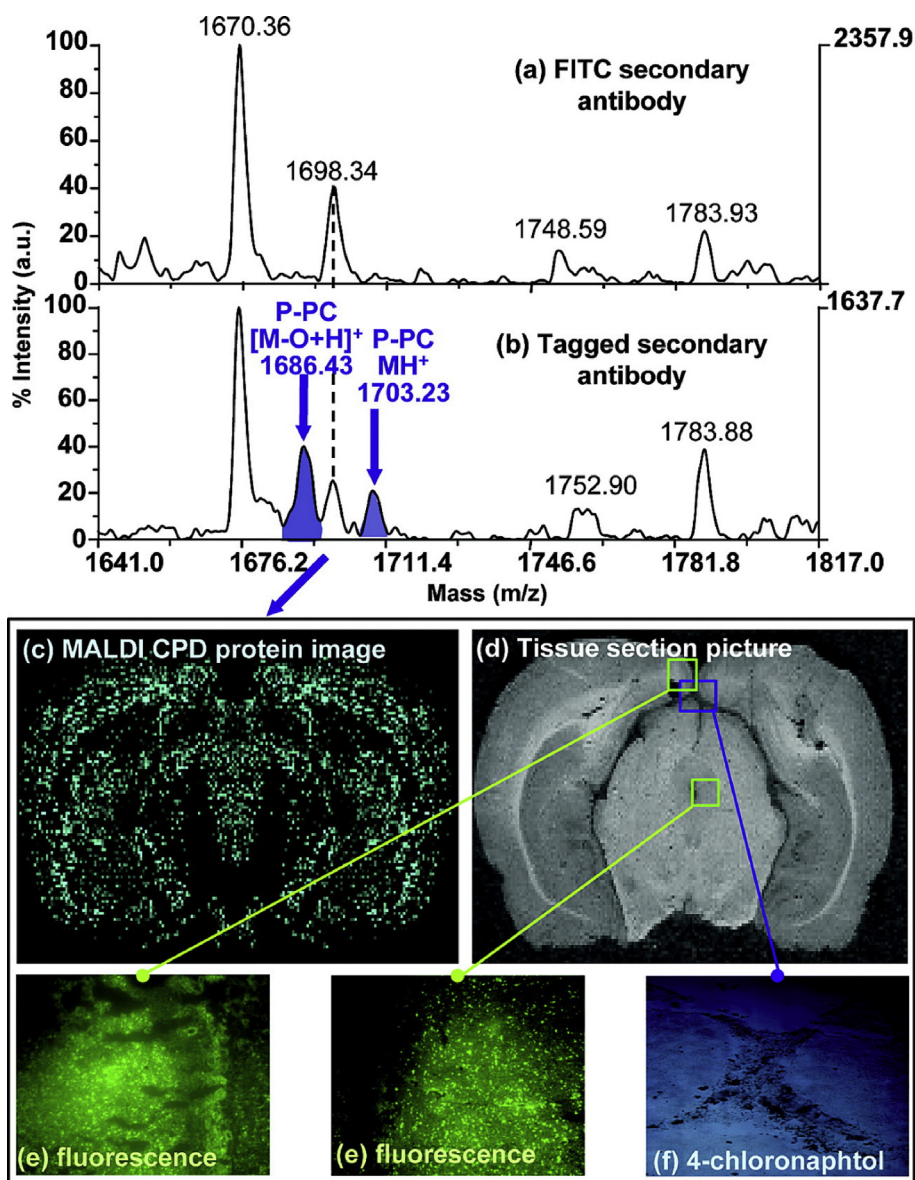 1670.36
100
80
60
40
20
0
2357.9
(a) FITC secondary
antibody
1698.34
1748.59
1783.93
% Intensity (a.u.)
100
80
60
40
20
0
1637.7
P-PC
[M-O+H]+
1686.43
P-PC
MH+
1703.23
(b) Tagged secondary
antibody
1783.88
1752.90
1641.0 1676.2 1711.4 1746.6 1781.8 1817.0
Mass (m/z)
(c) MALDI CPD protein image
(d) Tissue section picture
(e) fluorescence
(e) fluorescence
(f) 4-chloronaphtol